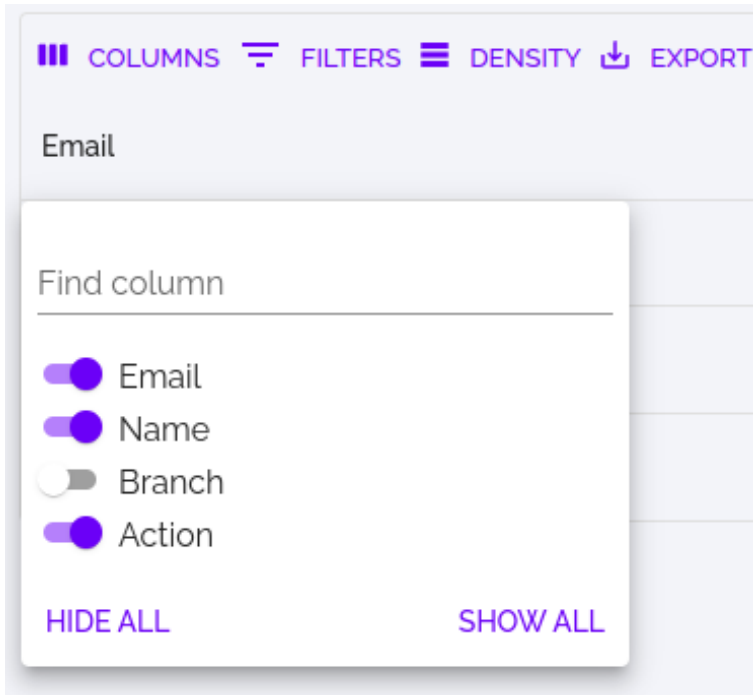 COLUMNS FILTERS DENSITY EXPORT
Email
Find column
Email
Name
Branch
Action
HIDE ALL SHOW ALL